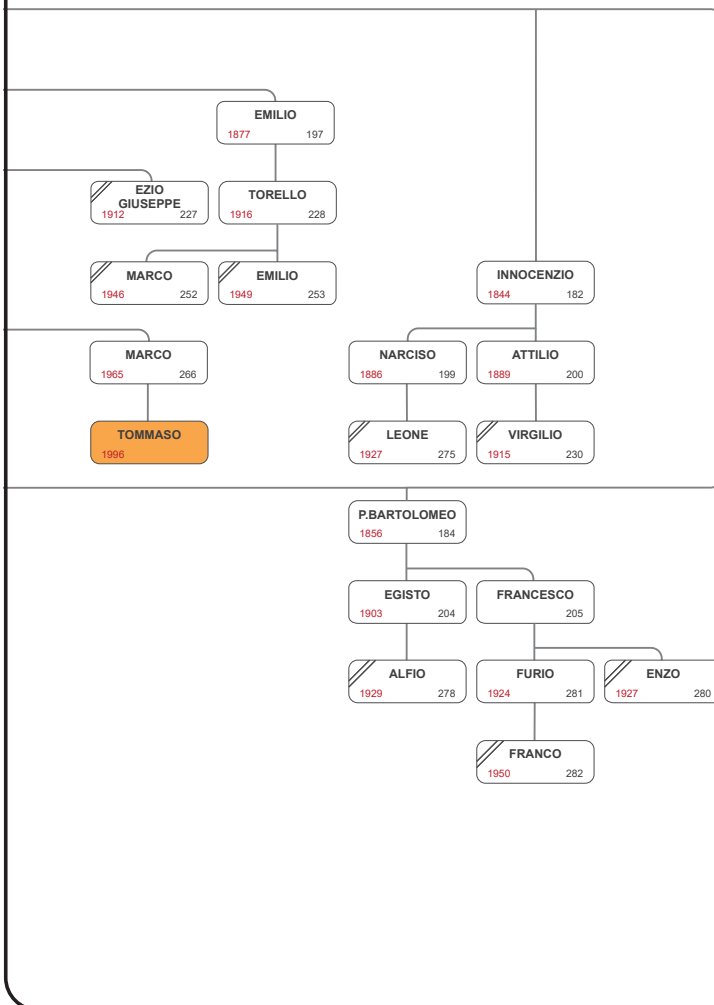 EMILIO
1877 197
EZIO
GIUSEPPE
1912 227
TORELLO
1916 228
MARCO
1946 252
EMILIO
1949 253
INNOCENZIO
1844 182
MARCO
1965 266
NARCISO
1886 199
ATTILIO
1889 200
TOMMASO
1996
LEONE
1927 275
VIRGILIO
1915 230
P.BARTOLOMEO
1856 184
EGISTO
1903 204
FRANCESCO
205
ALFIO
1929 278
FURIO
1924 281
ENZO
1927 280
FRANCO
1950 282